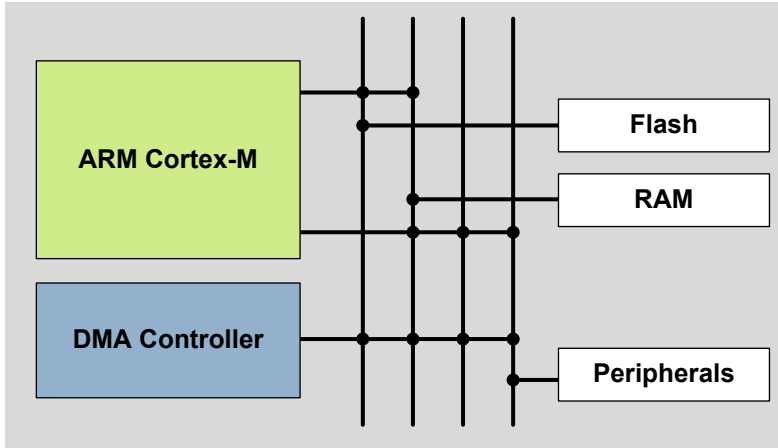 ARM Cortex-M
Flash
RAM
DMA Controller
Peripherals